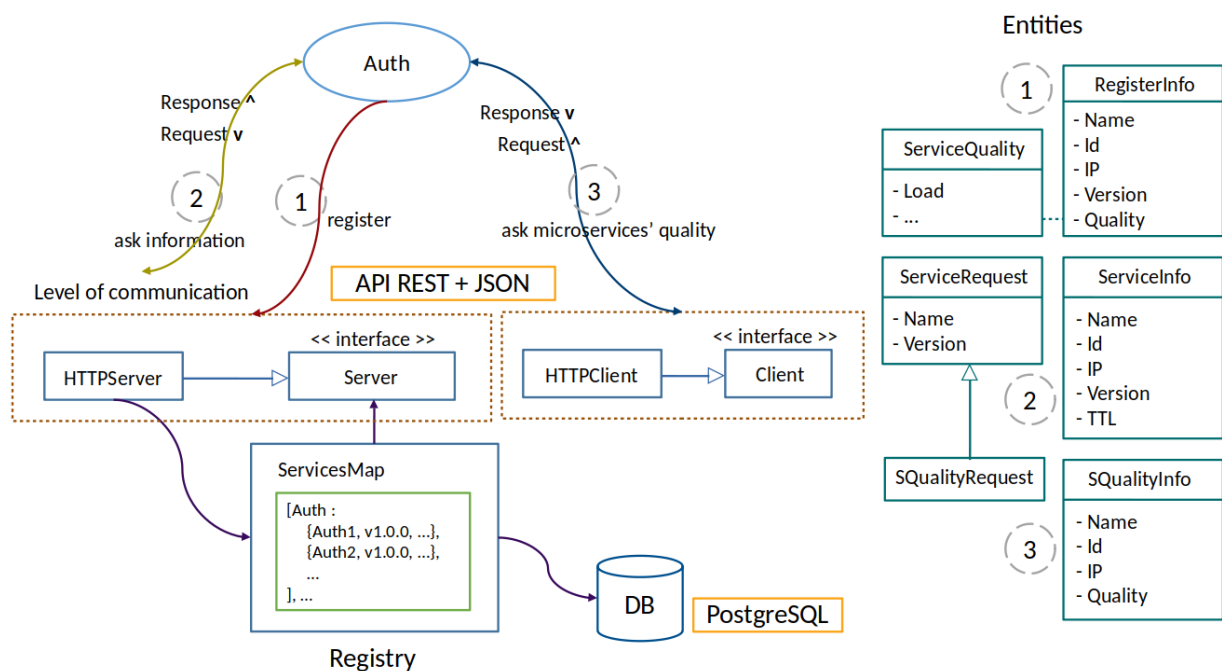 Auth
Response ^
Request v
2
ask information
1
register
Response v
Request ^
3
ask microservices' quality
Level of communication
API REST + JSON
HTTPServer
<< interface >>
Server
HTTPClient
<< interface >>
Client
ServicesMap
[Auth :
{Auth1, v1.0.0, ...},
{Auth2, v1.0.0, ...},
...
], ...
Registry
DB
PostgreSQL
Entities
1
RegisterInfo
- Name
- Id
- IP
- Version
- Quality
ServiceQuality
- Load
- ...
ServiceRequest
- Name
- Version
2
ServiceInfo
- Name
- Id
- IP
- Version
- TTL
SQualityRequest
3
SQualityInfo
- Name
- Id
- IP
- Quality